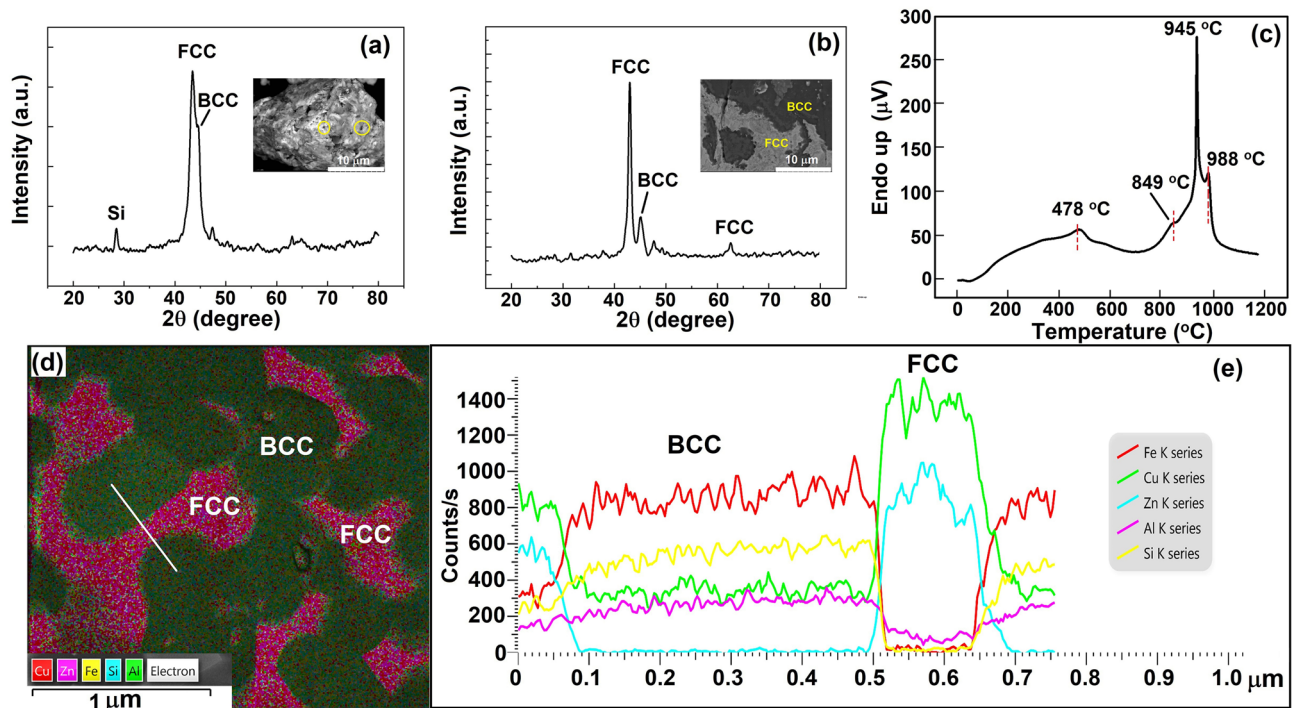 (a)
FCC
BCC
Si
10 μm
Intensity (a.u.)
20 30 40 50 60 70 80
2θ (degree)
(b)
FCC
BCC
FCC
BCC
FCC
10 μm
Intensity (a.u.)
20 30 40 50 60 70 80
2θ (degree)
(c)
945 °C
988 °C
849 °C
478 °C
Endo up (μV)
300
250
200
150
100
50
0
0 200 400 600 800 1000 1200
Temperature (°C)
(d)
BCC
FCC
FCC
Cu Zn Fe Si Al Electron
1 μm
(e)
FCC
BCC
Counts/s
1400
1200
1000
800
600
400
200
0
0.0 0.1 0.2 0.3 0.4 0.5 0.6 0.7 0.8 0.9 1.0 μm
Fe K series
Cu K series
Zn K series
Al K series
Si K series